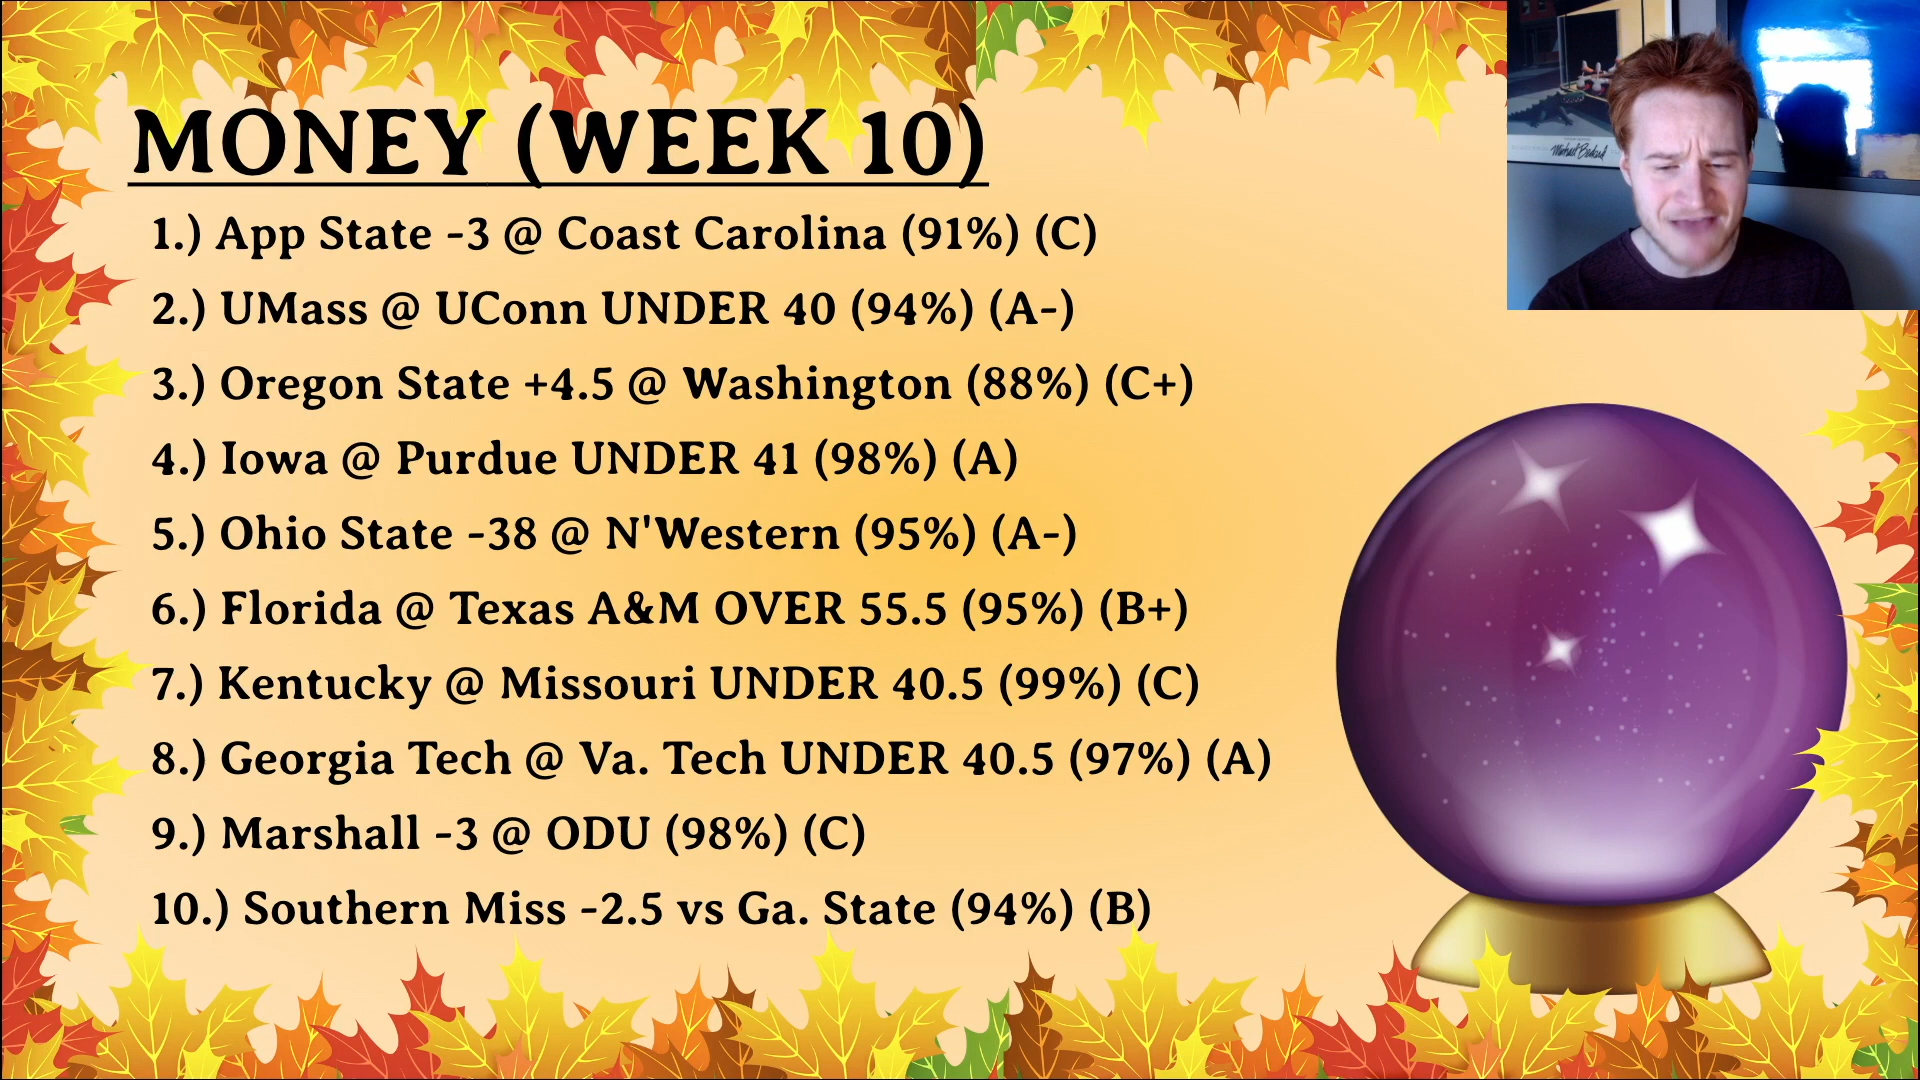 MONEY (WEEK 10)
1.) App State -3 @ Coast Carolina (91%) (C)
2.) UMass @ UConn UNDER 40 (94%) (A-)
3.) Oregon State +4.5 @ Washington (88%) (C+)
4.) Iowa @ Purdue UNDER 41 (98%) (A)
5.) Ohio State -38 @ N'Western (95%) (A-)
6.) Florida @ Texas A&M OVER 55.5 (95%) (B+)
7.) Kentucky @ Missouri UNDER 40.5 (99%) (C)
8.) Georgia Tech @ Va. Tech UNDER 40.5 (97%) (A)
9.) Marshall -3 @ ODU (98%) (C)
10.) Southern Miss -2.5 vs Ga. State (94%) (B)